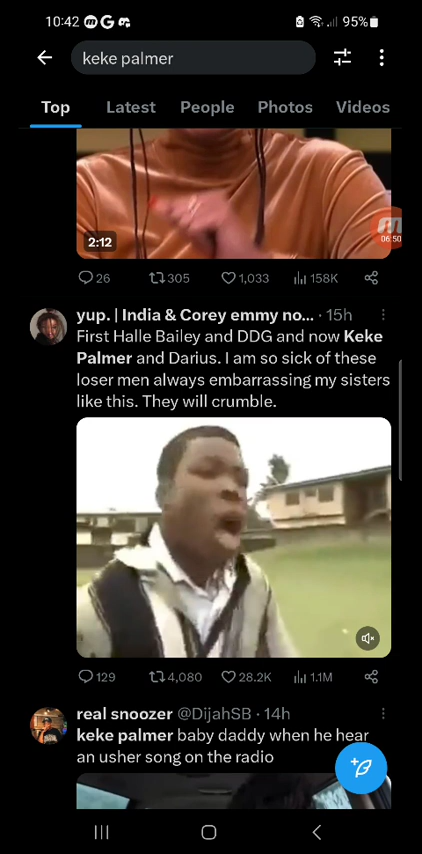 10:42
95%
keke palmer
Top Latest People Photos Videos
2:12
06:50
26 305 1,033 158K
yup. | India & Corey emmy no... · 15h
First Halle Bailey and DDG and now Keke
Palmer and Darius. I am so sick of these
loser men always embarrassing my sisters
like this. They will crumble.
129 4,080 28.2K 1.1M
real snoozer @DijahSB · 14h
keke palmer baby daddy when he hear
an usher song on the radio